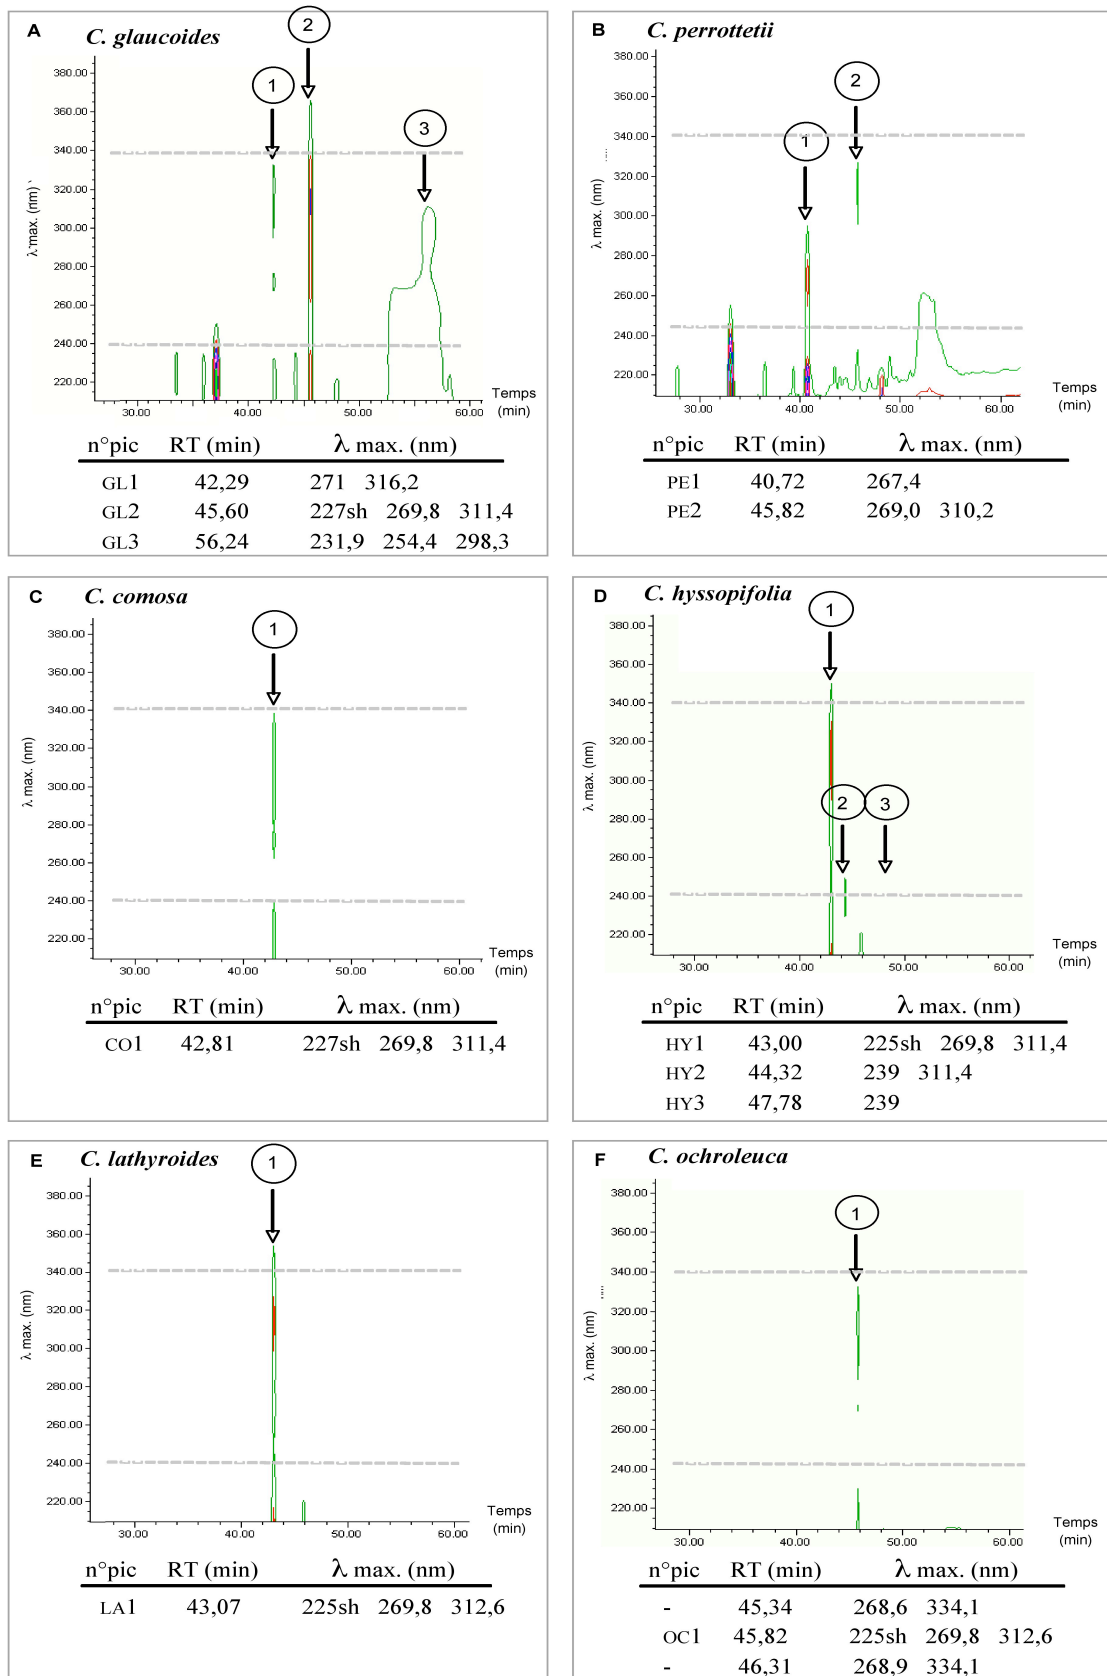 A C. glaucoides
2
1
3
380.00
360.00
340.00
320.00
300.00
280.00
260.00
240.00
220.00
λ max. (nm)
30.00 40.00 50.00 60.00
Temps
(min)
n°pic RT (min) λ max. (nm)
GL1 42,29 271 316,2
GL2 45,60 227sh 269,8 311,4
GL3 56,24 231,9 254,4 298,3
B C. perrottetii
2
1
380.00
360.00
340.00
320.00
300.00
280.00
260.00
240.00
220.00
λ max. (nm)
30.00 40.00 50.00 60.00
Temps
(min)
n°pic RT (min) λ max. (nm)
PE1 40,72 267,4
PE2 45,82 269,0 310,2
C C. comosa
1
380.00
360.00
340.00
320.00
300.00
280.00
260.00
240.00
220.00
λ max. (nm)
30.00 40.00 50.00 60.00
Temps
(min)
n°pic RT (min) λ max. (nm)
CO1 42,81 227sh 269,8 311,4
D C. hyssopifolia
1
2 3
380.00
360.00
340.00
320.00
300.00
280.00
260.00
240.00
220.00
λ max. (nm)
30.00 40.00 50.00 60.00
Temps
(min)
n°pic RT (min) λ max. (nm)
HY1 43,00 225sh 269,8 311,4
HY2 44,32 239 311,4
HY3 47,78 239
E C. lathyroides
1
380.00
360.00
340.00
320.00
300.00
280.00
260.00
240.00
220.00
λ max. (nm)
30.00 40.00 50.00 60.00
Temps
(min)
n°pic RT (min) λ max. (nm)
LA1 43,07 225sh 269,8 312,6
F C. ochroleuca
1
380.00
360.00
340.00
320.00
300.00
280.00
260.00
240.00
220.00
λ max. (nm)
30.00 40.00 50.00 60.00
Temps
(min)
n°pic RT (min) λ max. (nm)
- 45,34 268,6 334,1
OC1 45,82 225sh 269,8 312,6
- 46,31 268,9 334,1